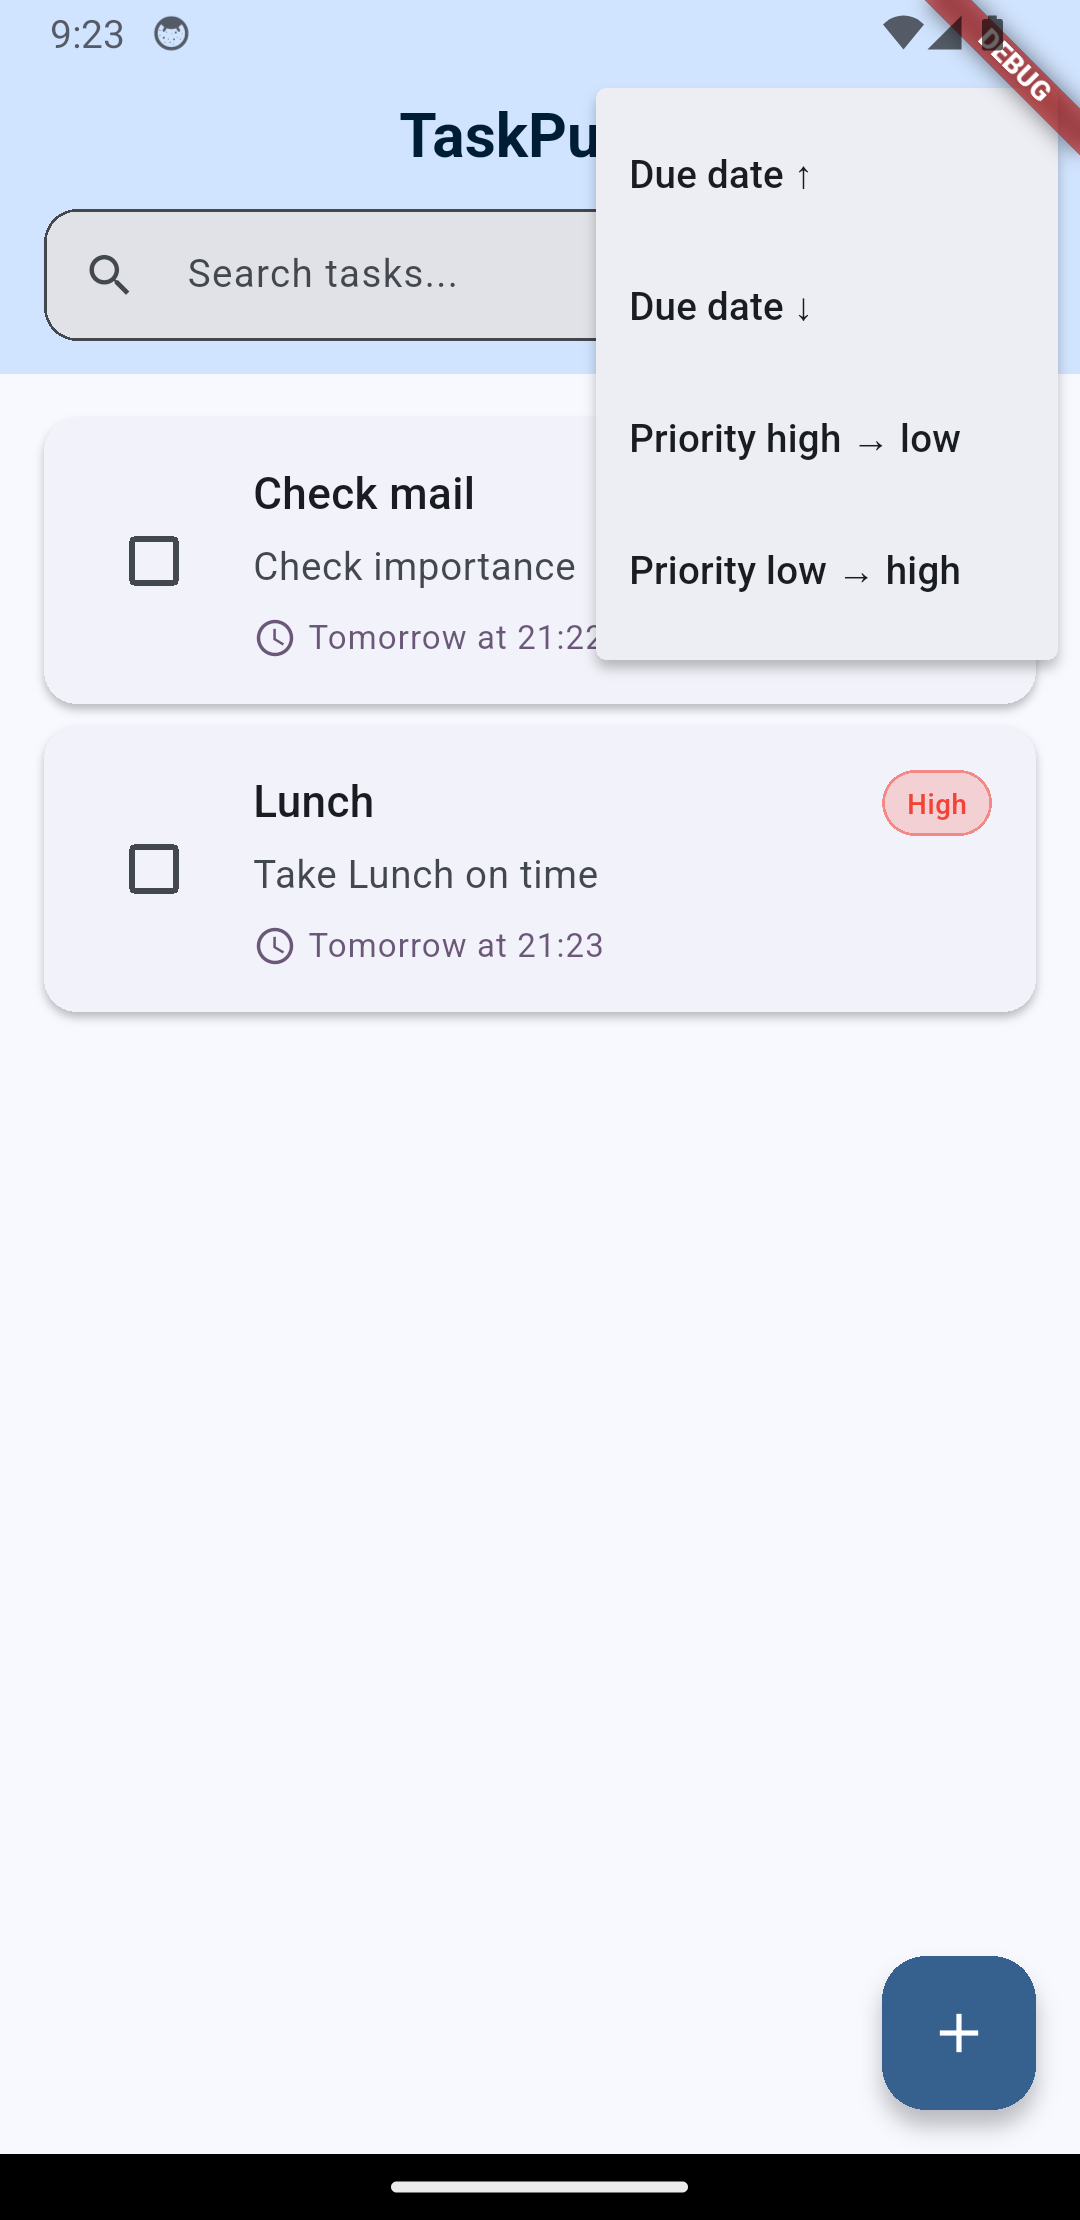 9:23
DEBUG
TaskPu
Search tasks...
Due date ↑
Due date ↓
Priority high → low
Priority low → high
Check mail
Check importance
Tomorrow at 21:22
Lunch
High
Take Lunch on time
Tomorrow at 21:23